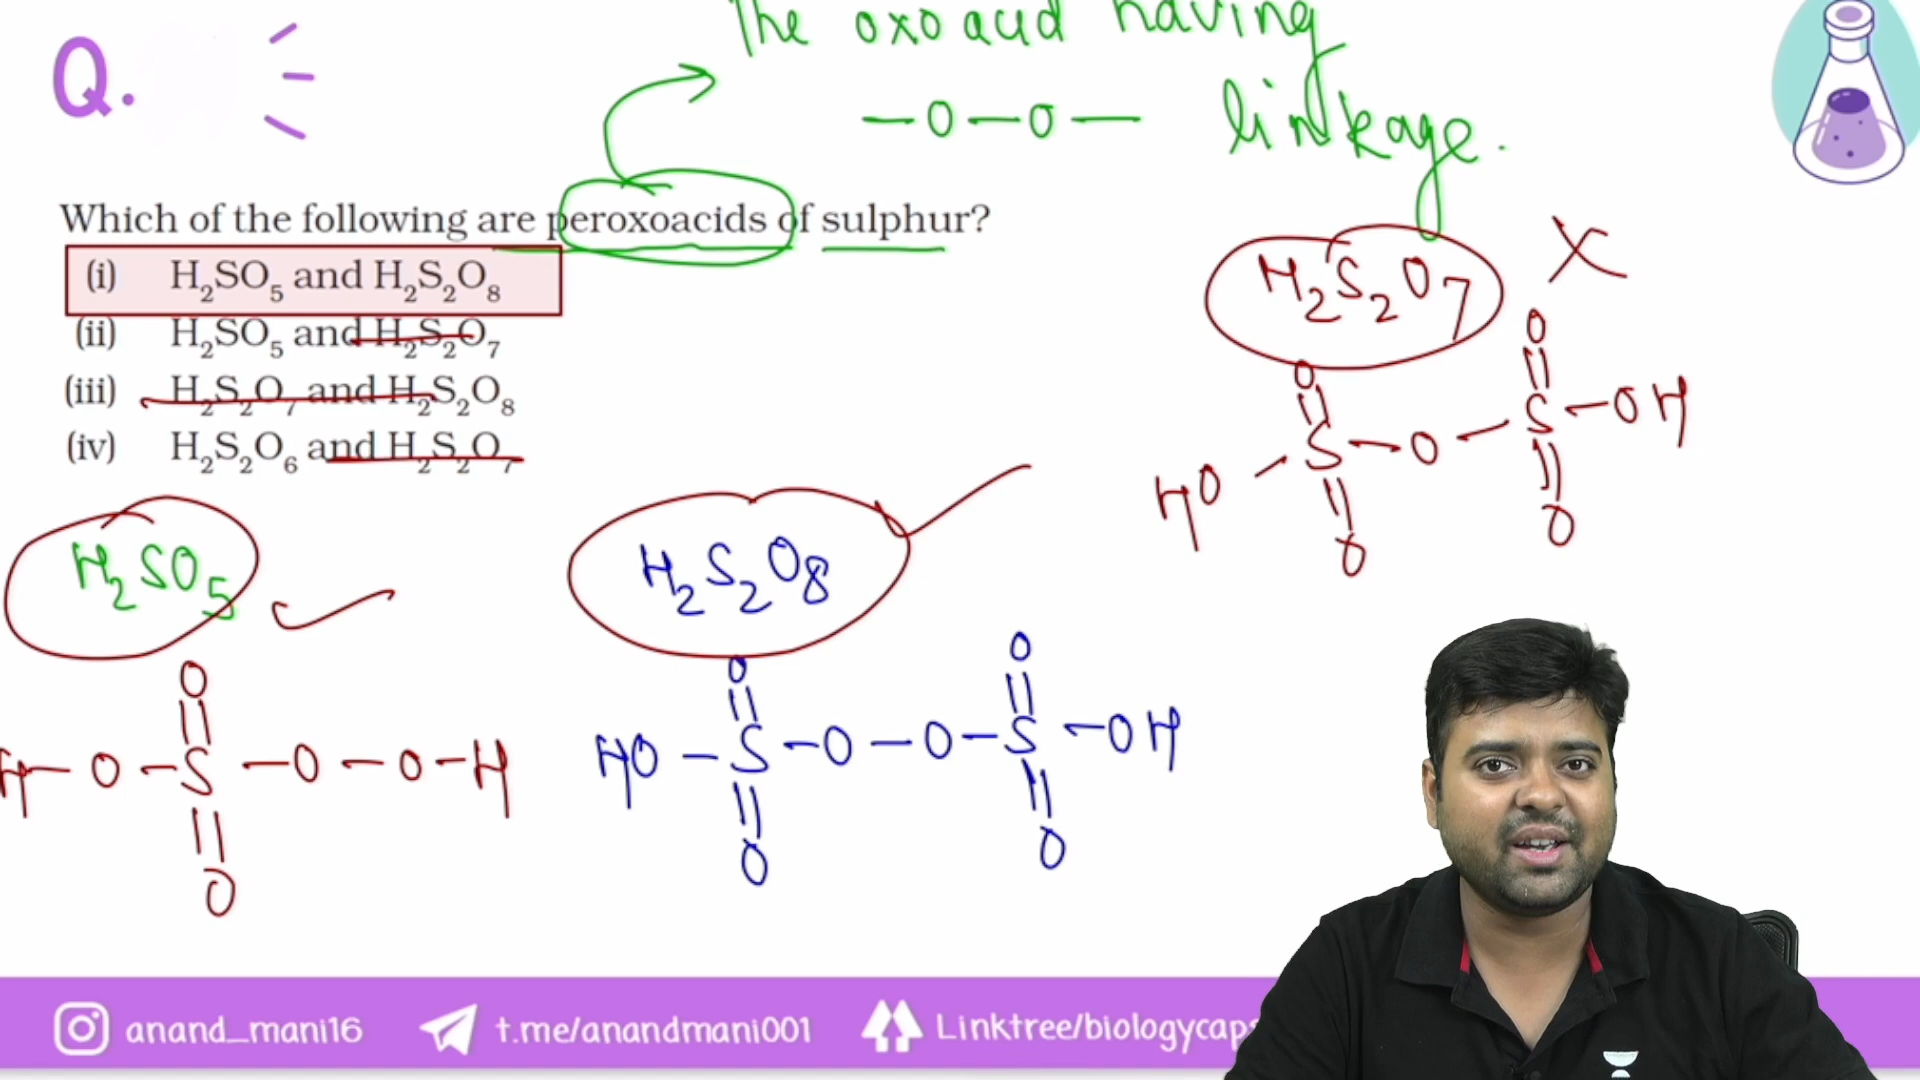 Q.
The oxo acid having
—O—O— linkage.
Which of the following are peroxoacids of sulphur?
(i) H₂SO₅ and H₂S₂O₈
(ii) H₂SO₅ and H₂S₂O₇
(iii) H₂S₂O₇ and H₂S₂O₈
(iv) H₂S₂O₆ and H₂S₂O₇
H₂S₂O₇ X
O
O
HO – S – O – S – OH
O
O
H₂SO₅
O
H – O – S – O – O – H
O
H₂S₂O₈
O
O
HO – S – O – O – S – OH
O
O
anand_mani16
t.me/anandmani001
Linktree/biologycaps